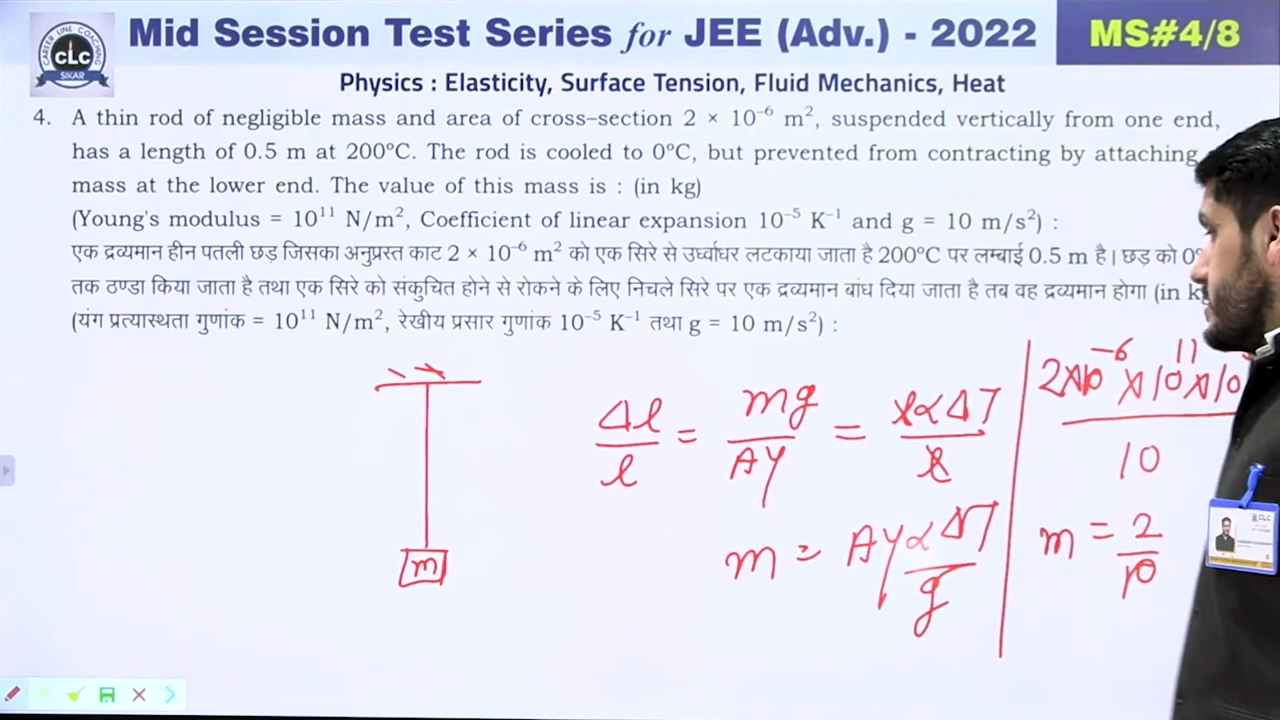 CAREER LINE COACHING
CLC
SIKAR
Mid Session Test Series for JEE (Adv.) - 2022
MS#4/8
Physics : Elasticity, Surface Tension, Fluid Mechanics, Heat
4. A thin rod of negligible mass and area of cross–section 2 × 10⁻⁶ m², suspended vertically from one end,
has a length of 0.5 m at 200°C. The rod is cooled to 0°C, but prevented from contracting by attaching
mass at the lower end. The value of this mass is : (in kg)
(Young's modulus = 10¹¹ N/m², Coefficient of linear expansion 10⁻⁵ K⁻¹ and g = 10 m/s²) :
एक द्रव्यमान हीन पतली छड़ जिसका अनुप्रस्त काट 2 × 10⁻⁶ m² को एक सिरे से उर्ध्वाधर लटकाया जाता है 200°C पर लम्बाई 0.5 m है। छड़ को 0°
तक ठण्डा किया जाता है तथा एक सिरे को संकुचित होने से रोकने के लिए निचले सिरे पर एक द्रव्यमान बांध दिया जाता है तब वह द्रव्यमान होगा (in kg
(यंग प्रत्यास्थता गुणांक = 10¹¹ N/m², रेखीय प्रसार गुणांक 10⁻⁵ K⁻¹ तथा g = 10 m/s²) :
Δl/l = mg/AY = lαΔT/l
m = AYαΔT/g
2×10⁻⁶ × 10¹¹ × 10
10
m = 2/10
m
CLC